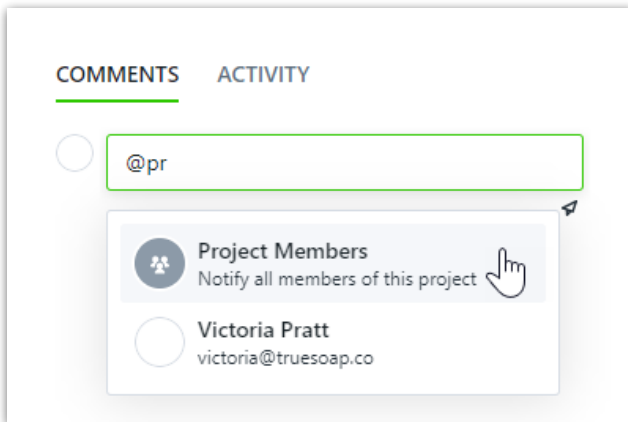 COMMENTS ACTIVITY
@pr
Project Members
Notify all members of this project
Victoria Pratt
victoria@truesoap.co